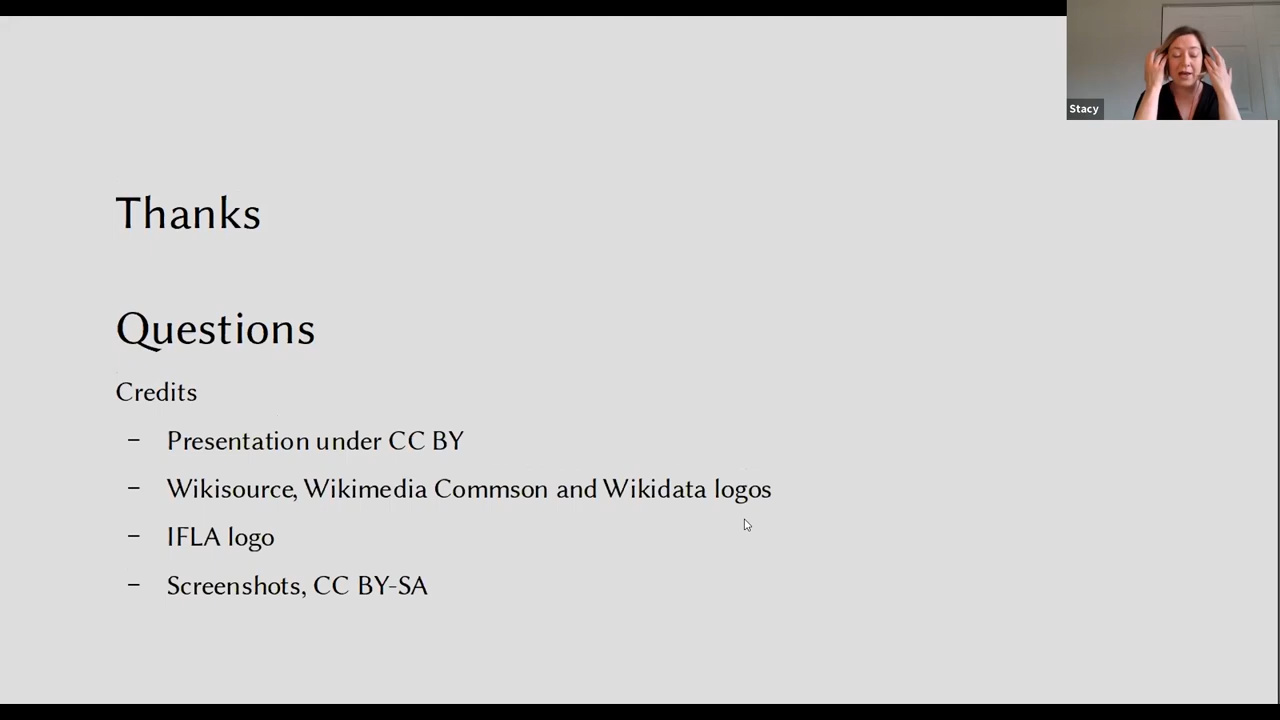 Stacy
Thanks
Questions
Credits
– Presentation under CC BY
– Wikisource, Wikimedia Commson and Wikidata logos
– IFLA logo
– Screenshots, CC BY-SA